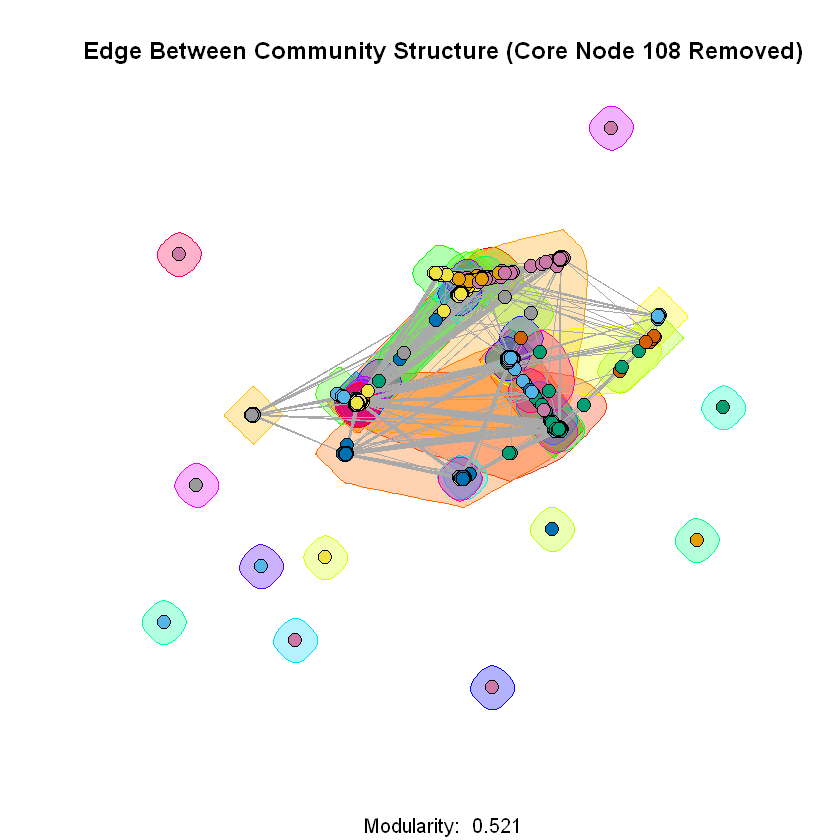 Edge Between Community Structure (Core Node 108 Removed)
Modularity:  0.521